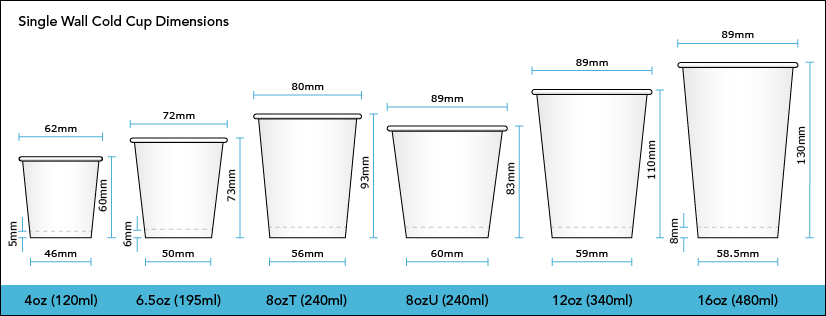 Single Wall Cold Cup Dimensions
62mm
60mm
5mm
46mm
4oz (120ml)
72mm
73mm
6mm
50mm
6.5oz (195ml)
80mm
93mm
56mm
8ozT (240ml)
89mm
83mm
60mm
8ozU (240ml)
89mm
110mm
59mm
12oz (340ml)
89mm
130mm
8mm
58.5mm
16oz (480ml)